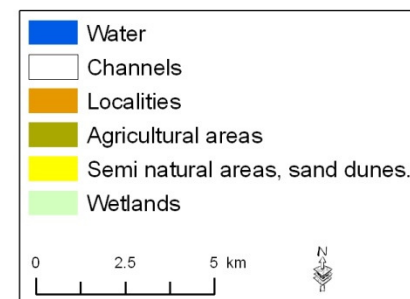 Water
Channels
Localities
Agricultural areas
Semi natural areas, sand dunes.
Wetlands
0 2.5 5 km
N